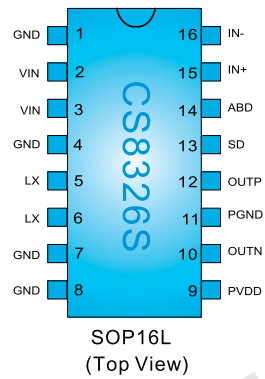 GND 1 16 IN-
VIN 2 15 IN+
VIN 3 14 ABD
GND 4 13 SD
LX 5 12 OUTP
LX 6 11 PGND
GND 7 10 OUTN
GND 8 9 PVDD
CS8326S
SOP16L
(Top View)